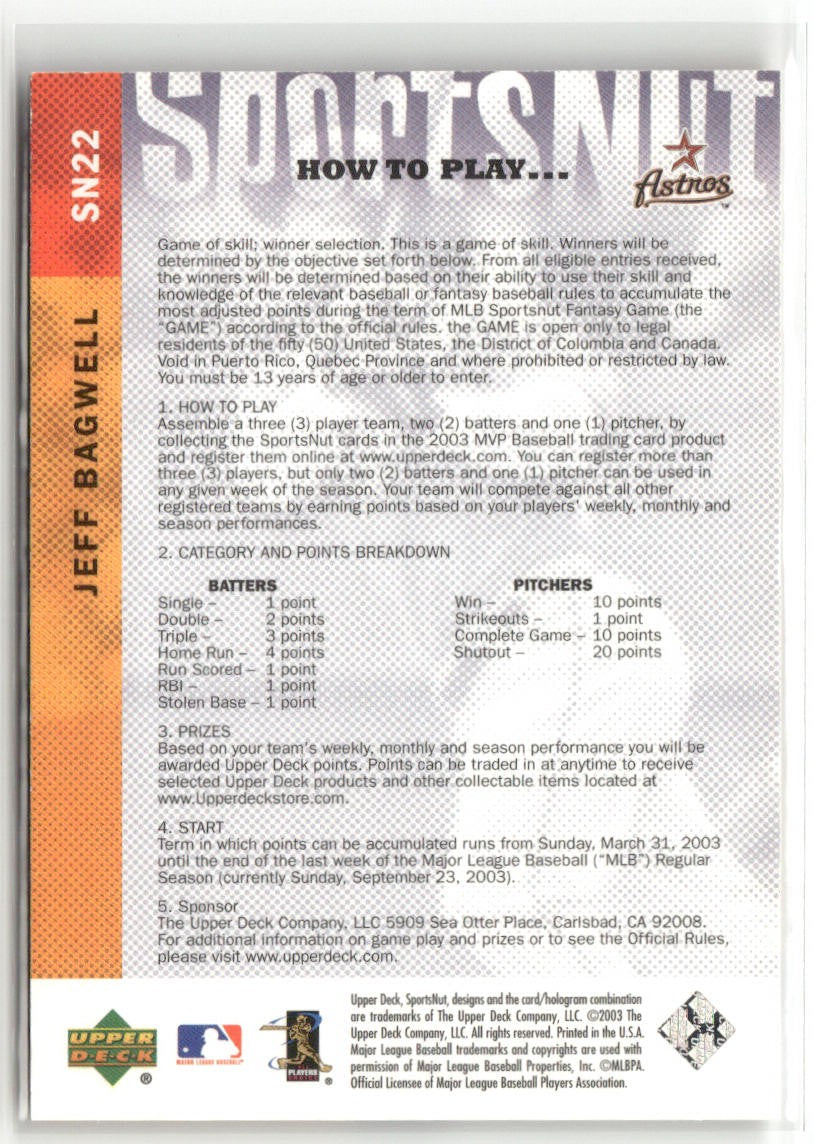 SportsNut
SN22
JEFF BAGWELL
HOW TO PLAY...
Astros
™
Game of skill; winner selection. This is a game of skill. Winners will be
determined by the objective set forth below. From all eligible entries received,
the winners will be determined based on their ability to use their skill and
knowledge of the relevant baseball or fantasy baseball rules to accumulate the
most adjusted points during the term of MLB Sportsnut Fantasy Game (the
“GAME”) according to the official rules. the GAME is open only to legal
residents of the fifty (50) United States, the District of Columbia and Canada.
Void in Puerto Rico, Quebec Province and where prohibited or restricted by law.
You must be 13 years of age or older to enter.
1. HOW TO PLAY
Assemble a three (3) player team, two (2) batters and one (1) pitcher, by
collecting the SportsNut cards in the 2003 MVP Baseball trading card product
and register them online at www.upperdeck.com. You can register more than
three (3) players, but only two (2) batters and one (1) pitcher can be used in
any given week of the season. Your team will compete against all other
registered teams by earning points based on your players' weekly, monthly and
season performances.
2. CATEGORY AND POINTS BREAKDOWN
BATTERS
Single – 1 point
Double – 2 points
Triple – 3 points
Home Run – 4 points
Run Scored – 1 point
RBI – 1 point
Stolen Base – 1 point
PITCHERS
Win – 10 points
Strikeouts – 1 point
Complete Game – 10 points
Shutout – 20 points
3. PRIZES
Based on your team's weekly, monthly and season performance you will be
awarded Upper Deck points. Points can be traded in at anytime to receive
selected Upper Deck products and other collectable items located at
www.Upperdeckstore.com.
4. START
Term in which points can be accumulated runs from Sunday, March 31, 2003
until the end of the last week of the Major League Baseball (“MLB”) Regular
Season (currently Sunday, September 23, 2003).
5. Sponsor
The Upper Deck Company, LLC 5909 Sea Otter Place, Carlsbad, CA 92008.
For additional information on game play and prizes or to see the Official Rules,
please visit www.upperdeck.com.
UPPER
DECK
®
MAJOR LEAGUE BASEBALL®
PLAYERS
CHOICE
®
Upper Deck, SportsNut, designs and the card/hologram combination
are trademarks of The Upper Deck Company, LLC. ©2003 The
Upper Deck Company, LLC. All rights reserved. Printed in the U.S.A.
Major League Baseball trademarks and copyrights are used with
permission of Major League Baseball Properties, Inc. ©MLBPA.
Official Licensee of Major League Baseball Players Association.